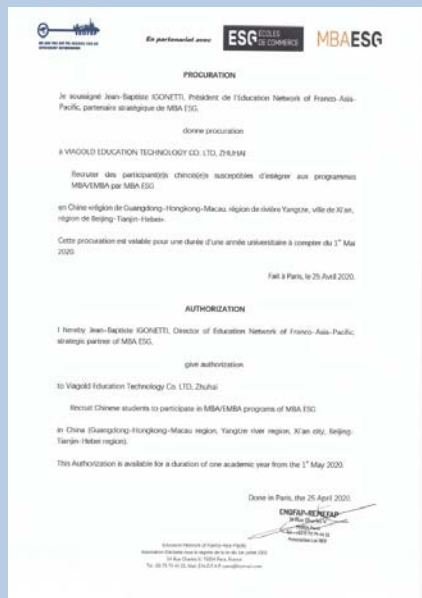 En partenariat avec
ESG ÉCOLES DE COMMERCE
MBAESG
PROCURATION
Je soussigné Jean-Baptiste IGONETTI, Président de l'Education Network of Franco-Asia-
Pacific, partenaire stratégique de MBA ESG,
donne procuration
à VIAGOLD EDUCATION TECHNOLOGY CO. LTD, ZHUHAI
Recruter des participant(e)s chinois(e)s susceptibles d'intégrer aux programmes
MBA/EMBA par MBA ESG
en Chine «région de Guangdong-Hongkong-Macau, région de rivière Yangtze, ville de Xi'an,
région de Beijing-Tianjin-Hebei».
Cette procuration est valable pour une durée d'une année universitaire à compter du 1er Mai
2020.
Fait à Paris, le 25 Avril 2020.
AUTHORIZATION
I hereby Jean-Baptiste IGONETTI, Director of Education Network of Franco-Asia-Pacific,
strategic partner of MBA ESG,
give authorization
to Viagold Education Technology Co. LTD, Zhuhai
Recruit Chinese students to participate in MBA/EMBA programs of MBA ESG
in China (Guangdong-Hongkong-Macau region, Yangtze river region, Xi'an city, Beijing-
Tianjin-Hebei region).
This Authorization is available for a duration of one academic year from the 1st May 2020.
Done in Paris, the 25 April 2020.
ENOFAP-REMEFAP
Education Network of Franco-Asia-Pacific